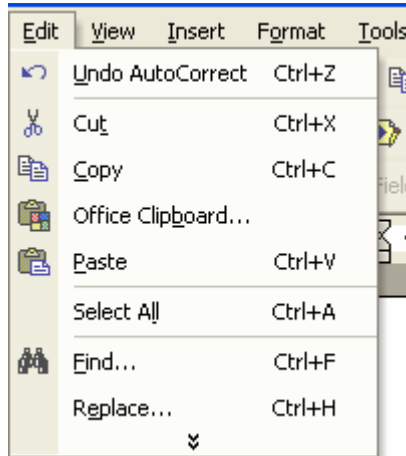 Edit View Insert Format Tools
Undo AutoCorrect Ctrl+Z
Cut Ctrl+X
Copy Ctrl+C
Office Clipboard...
Paste Ctrl+V
Select All Ctrl+A
Find... Ctrl+F
Replace... Ctrl+H